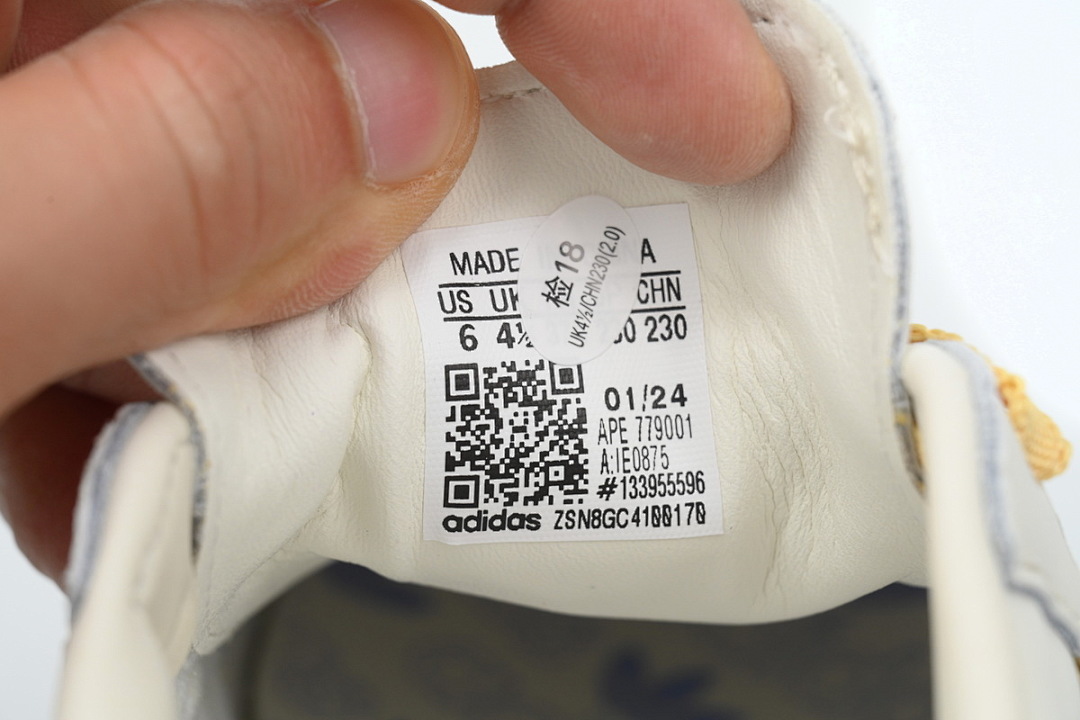 MADE A
US UK CHN
6 4½ 230
检18
UK4½/CHN230(2.0)
01/24
APE 779001
A:IE0875
#133955596
adidas ZSN8GC4100170